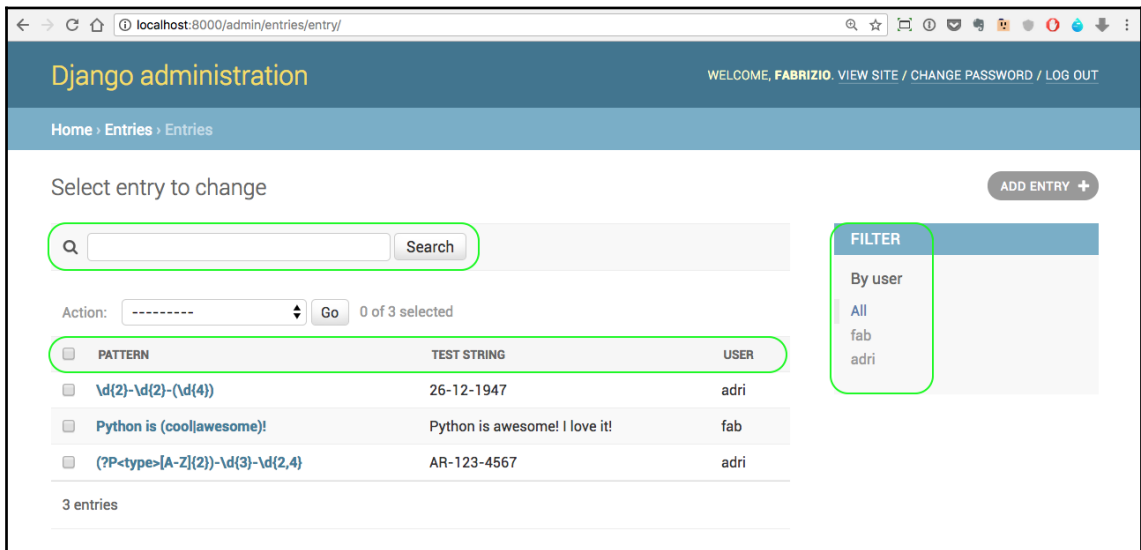 localhost:8000/admin/entries/entry/
Django administration
WELCOME, FABRIZIO. VIEW SITE / CHANGE PASSWORD / LOG OUT
Home › Entries › Entries
Select entry to change
ADD ENTRY +
Search
FILTER
By user
All
fab
adri
Action: --------- Go 0 of 3 selected
PATTERN TEST STRING USER
\d{2}-\d{2}-(\d{4}) 26-12-1947 adri
Python is (cool|awesome)! Python is awesome! I love it! fab
(?P<type>[A-Z]{2})-\d{3}-\d{2,4} AR-123-4567 adri
3 entries